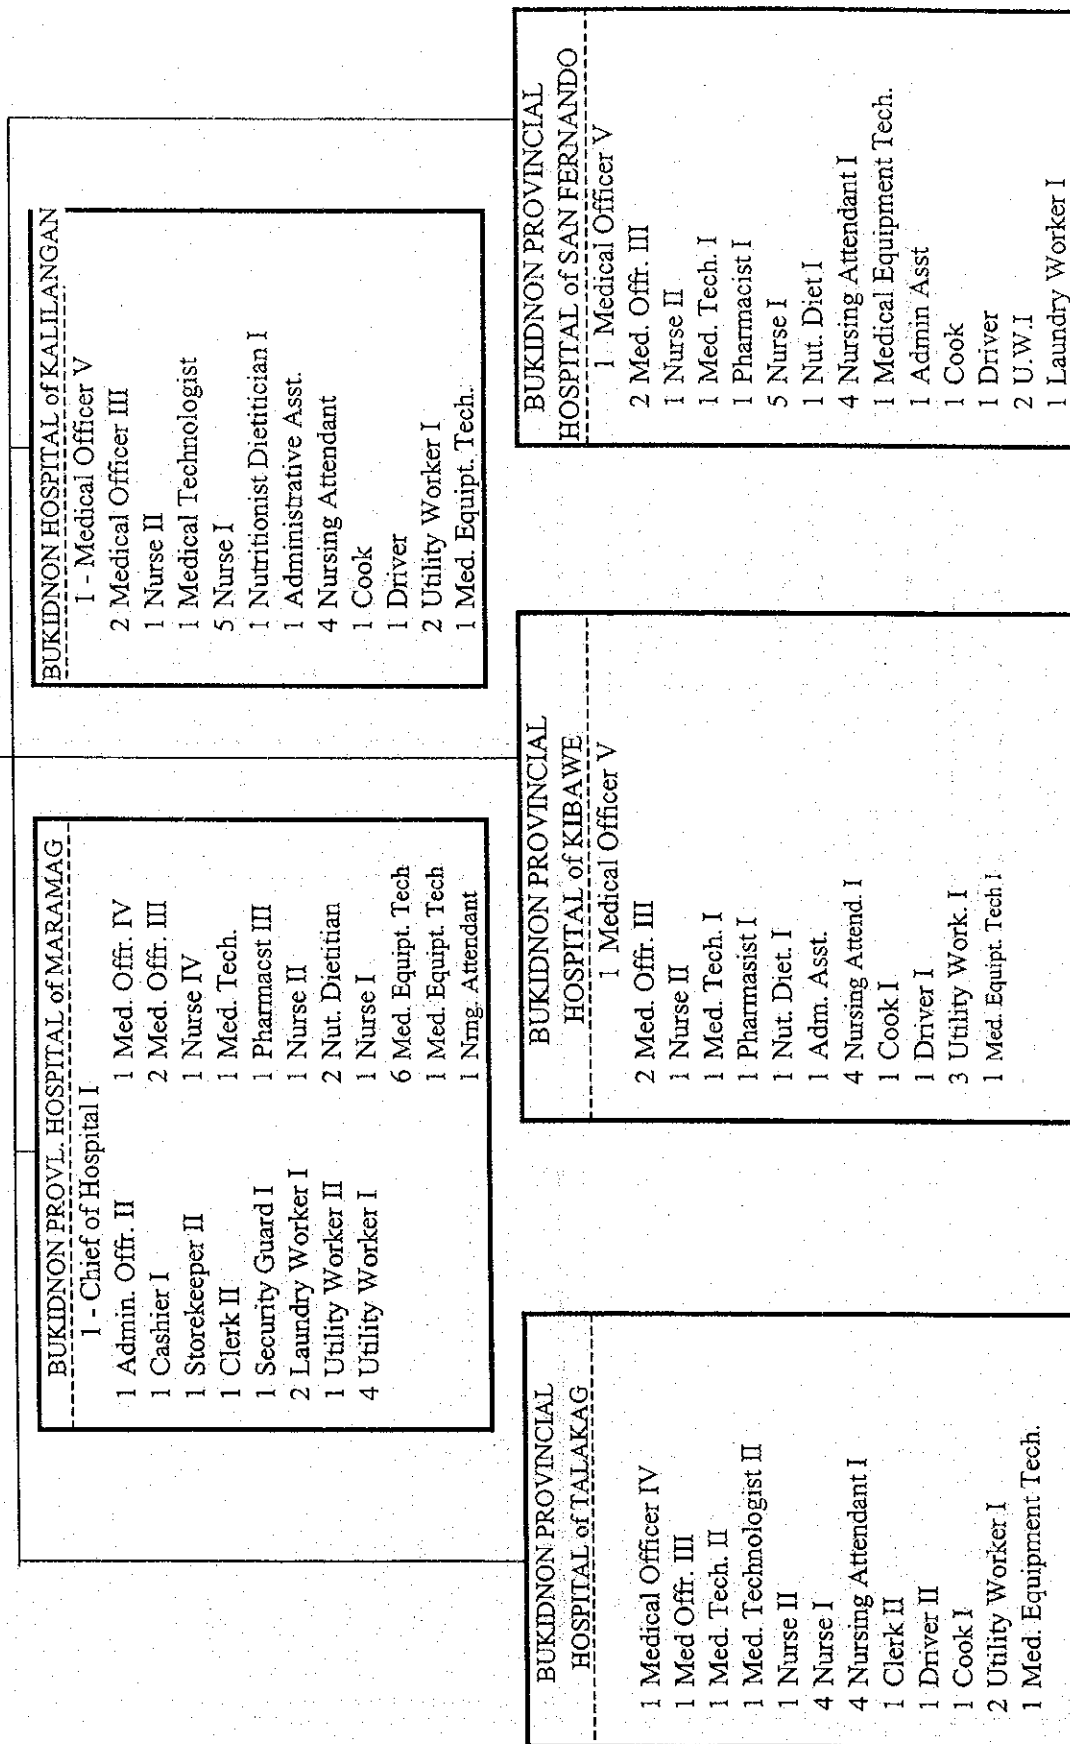 BUKIDNON PROVL. HOSPITAL of MARAMAG
1 - Chief of Hospital I
1 Admin. Offr. II
1 Cashier I
1 Storekeeper II
1 Clerk II
1 Security Guard I
2 Laundry Worker I
1 Utility Worker II
4 Utility Worker I
1 Med. Offr. IV
2 Med. Offr. III
1 Nurse IV
1 Med. Tech.
1 Pharmacst III
1 Nurse II
2 Nut. Dietitian
1 Nurse I
6 Med. Equipt. Tech
1 Med. Equipt. Tech
1 Nrng. Attendant
BUKIDNON HOSPITAL of KALILANGAN
1 - Medical Officer V
2 Medical Officer III
1 Nurse II
1 Medical Technologist
5 Nurse I
1 Nutritionist Dietitician I
1 Administrative Asst.
4 Nursing Attendant
1 Cook
1 Driver
2 Utility Worker I
1 Med. Equipt. Tech.
BUKIDNON PROVINCIAL
HOSPITAL of TALAKAG
1 Medical Officer IV
1 Med Offr. III
1 Med. Tech. II
1 Med. Technologist II
1 Nurse II
4 Nurse I
4 Nursing Attendant I
1 Clerk II
1 Driver II
1 Cook I
2 Utility Worker I
1 Med. Equipment Tech.
BUKIDNON PROVINCIAL
HOSPITAL of KIBAWE
1 Medical Officer V
2 Med. Offr. III
1 Nurse II
1 Med. Tech. I
1 Pharmasist I
1 Nut. Diet. I
1 Adm. Asst.
4 Nursing Attend. I
1 Cook I
1 Driver I
3 Utility Work. I
1 Med. Equipt. Tech I
BUKIDNON PROVINCIAL
HOSPITAL of SAN FERNANDO
1 Medical Officer V
2 Med. Offr. III
1 Nurse II
1 Med. Tech. I
1 Pharmacist I
5 Nurse I
1 Nut. Diet I
4 Nursing Attendant I
1 Medical Equipment Tech.
1 Admin Asst
1 Cook
1 Driver
2 U.W.I
1 Laundry Worker I